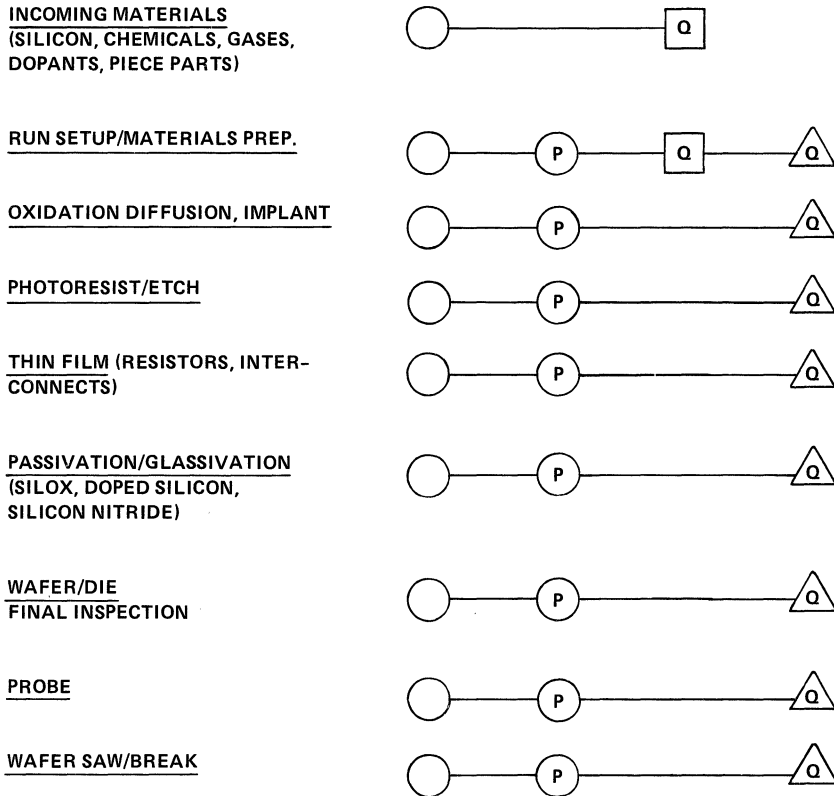 INCOMING MATERIALS
(SILICON, CHEMICALS, GASES,
DOPANTS, PIECE PARTS)
Q
RUN SETUP/MATERIALS PREP.
P Q Q
OXIDATION DIFFUSION, IMPLANT
P Q
PHOTORESIST/ETCH
P Q
THIN FILM (RESISTORS, INTER-
CONNECTS)
P Q
PASSIVATION/GLASSIVATION
(SILOX, DOPED SILICON,
SILICON NITRIDE)
P Q
WAFER/DIE
FINAL INSPECTION
P Q
PROBE
P Q
WAFER SAW/BREAK
P Q